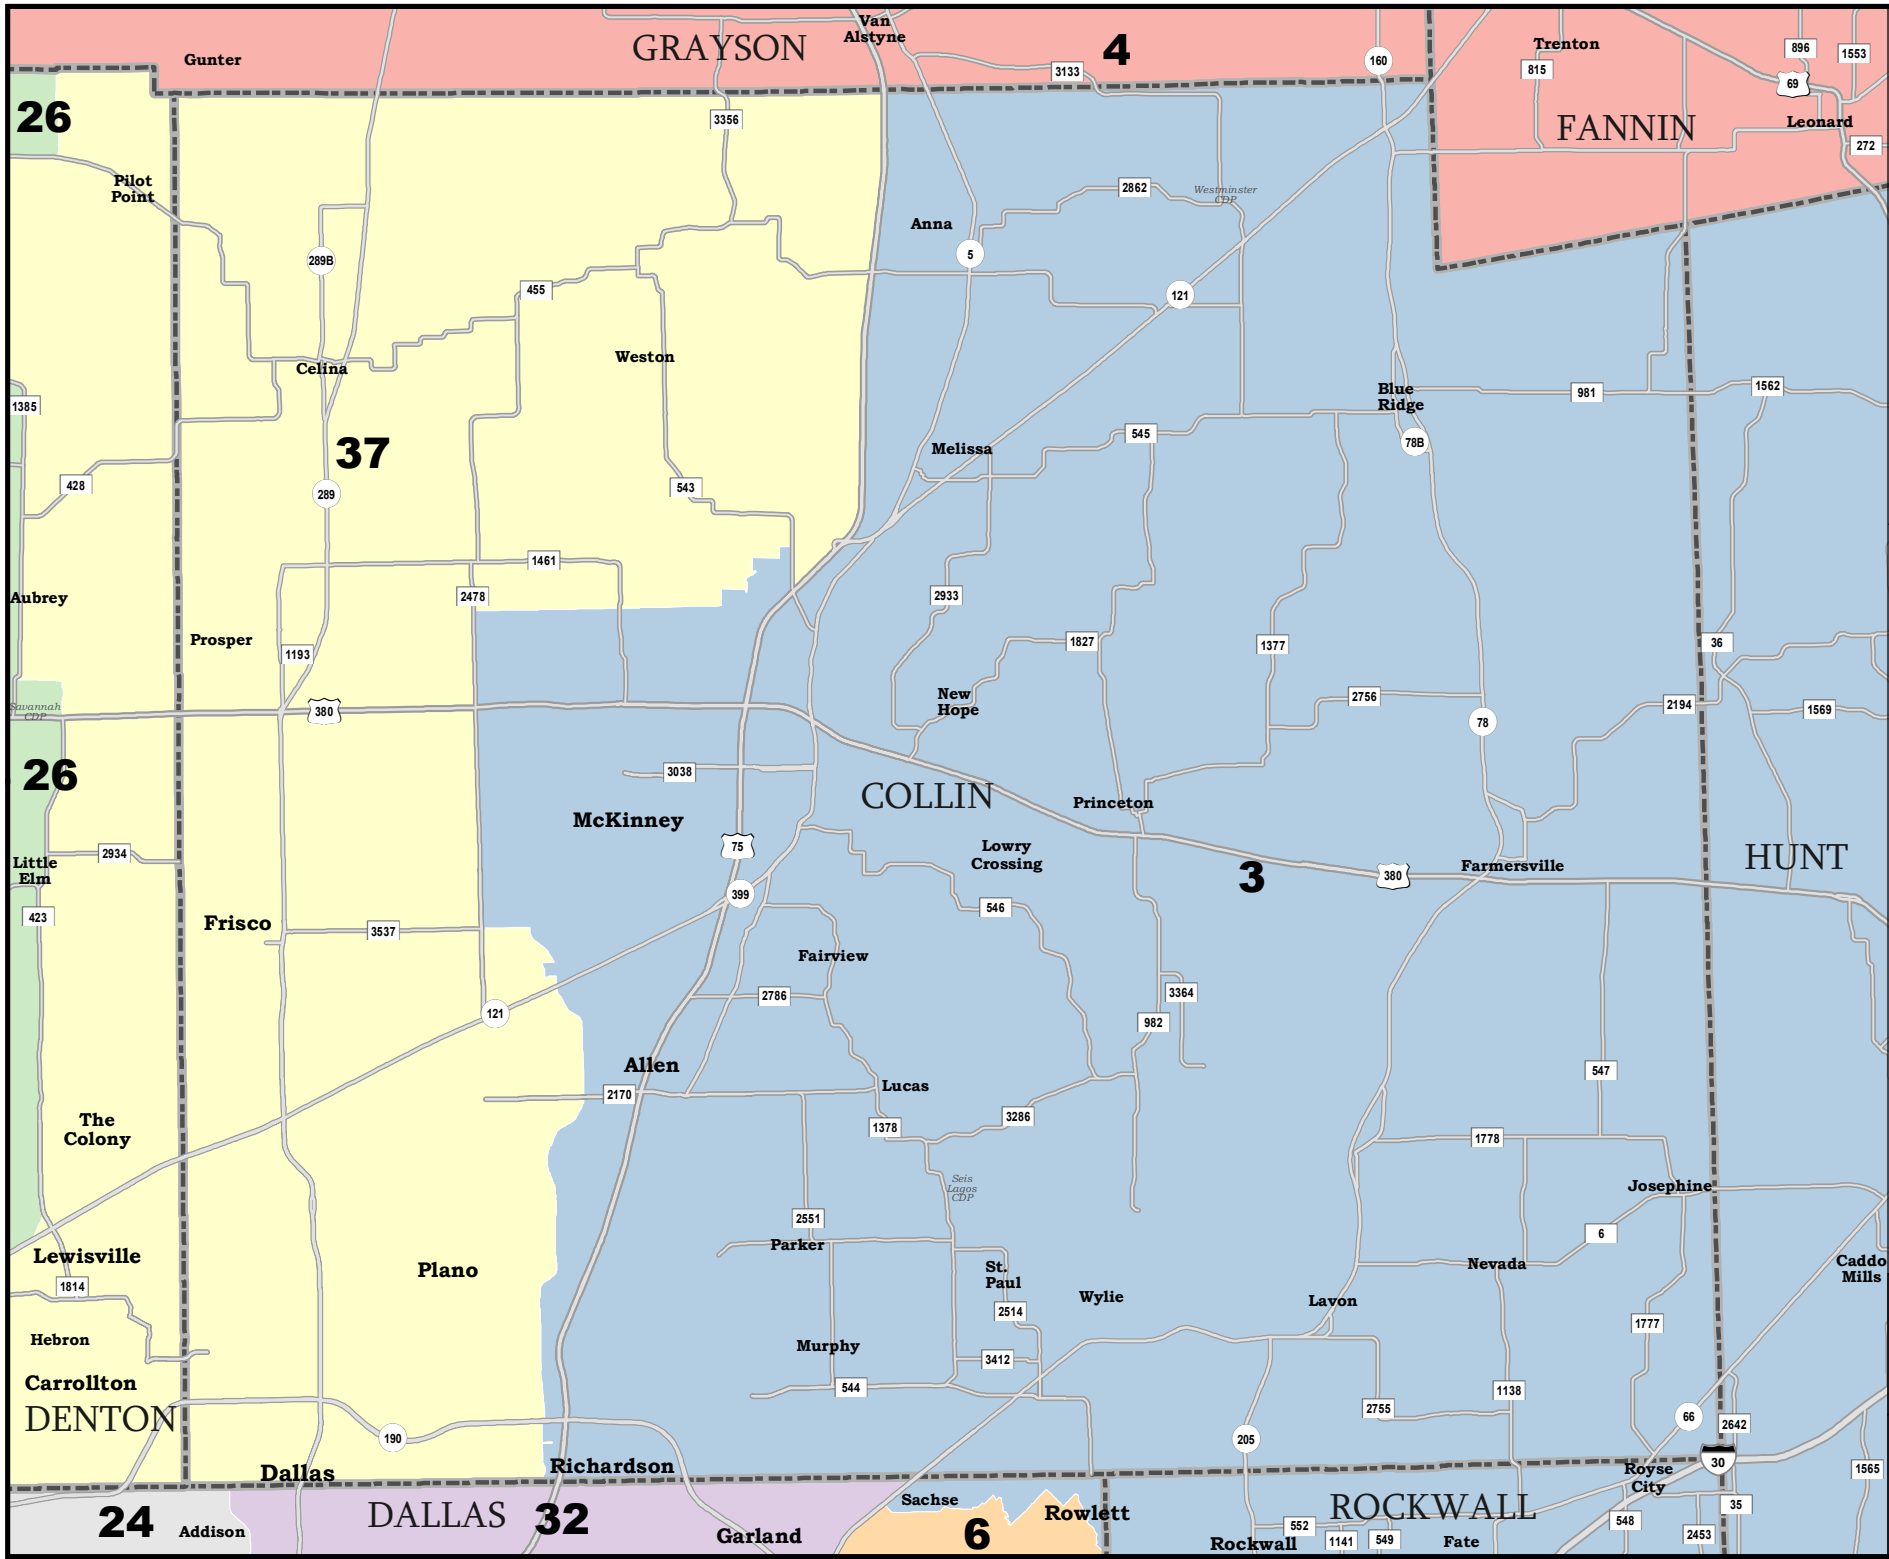 Van
Alstyne
GRAYSON
4
Gunter
3133
160
Trenton
815
896
1553
69
26
3356
FANNIN
Leonard
272
Pilot
Point
2862
Westminster
CDP
Anna
5
289B
455
121
Weston
Celina
Blue
Ridge
981
1562
1385
545
78B
37
Melissa
428
289
543
1461
2478
2933
Aubrey
Prosper
1193
1827
1377
36
New
Hope
2756
2194
1569
Savannah
CDP
380
78
26
3038
COLLIN
Princeton
McKinney
75
Lowry
Crossing
Little
Elm
2934
3
380
Farmersville
HUNT
399
546
423
Frisco
3537
Fairview
2786
3364
121
982
Allen
2170
Lucas
547
The
Colony
1378
3286
1778
Seis
Lagos
CDP
Josephine
2551
Parker
6
Lewisville
1814
Plano
St.
Paul
Nevada
Caddo
Mills
Wylie
Lavon
2514
1777
Hebron
Murphy
3412
Carrollton
544
1138
2755
DENTON
190
205
66
2642
Dallas
Richardson
30
Royse
City
1565
24
Addison
DALLAS
32
Garland
Sachse
6
Rowlett
ROCKWALL
35
552
548
2453
Rockwall
1141
549
Fate